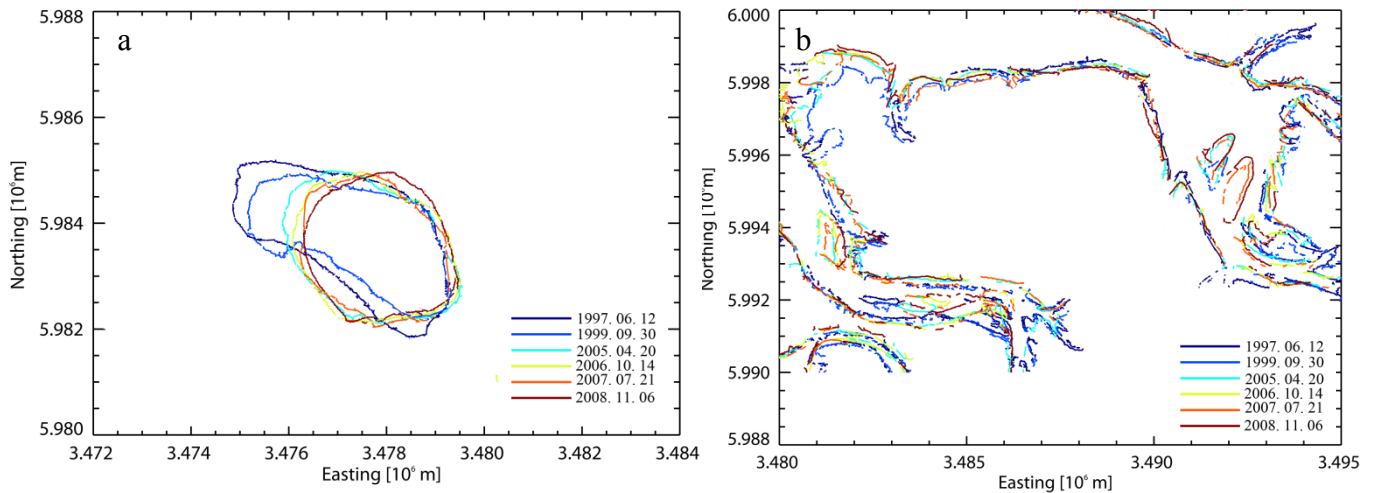 a
5.988
5.986
5.984
5.982
5.980
Northing [10⁶m]
3.472
3.474
3.476
3.478
3.480
3.482
3.484
Easting [10⁶ m]
1997. 06. 12
1999. 09. 30
2005. 04. 20
2006. 10. 14
2007. 07. 21
2008. 11. 06
b
6.000
5.998
5.996
5.994
5.992
5.990
5.988
Northing [10⁶m]
3.480
3.485
3.490
3.495
Easting [10⁶ m]
1997. 06. 12
1999. 09. 30
2005. 04. 20
2006. 10. 14
2007. 07. 21
2008. 11. 06